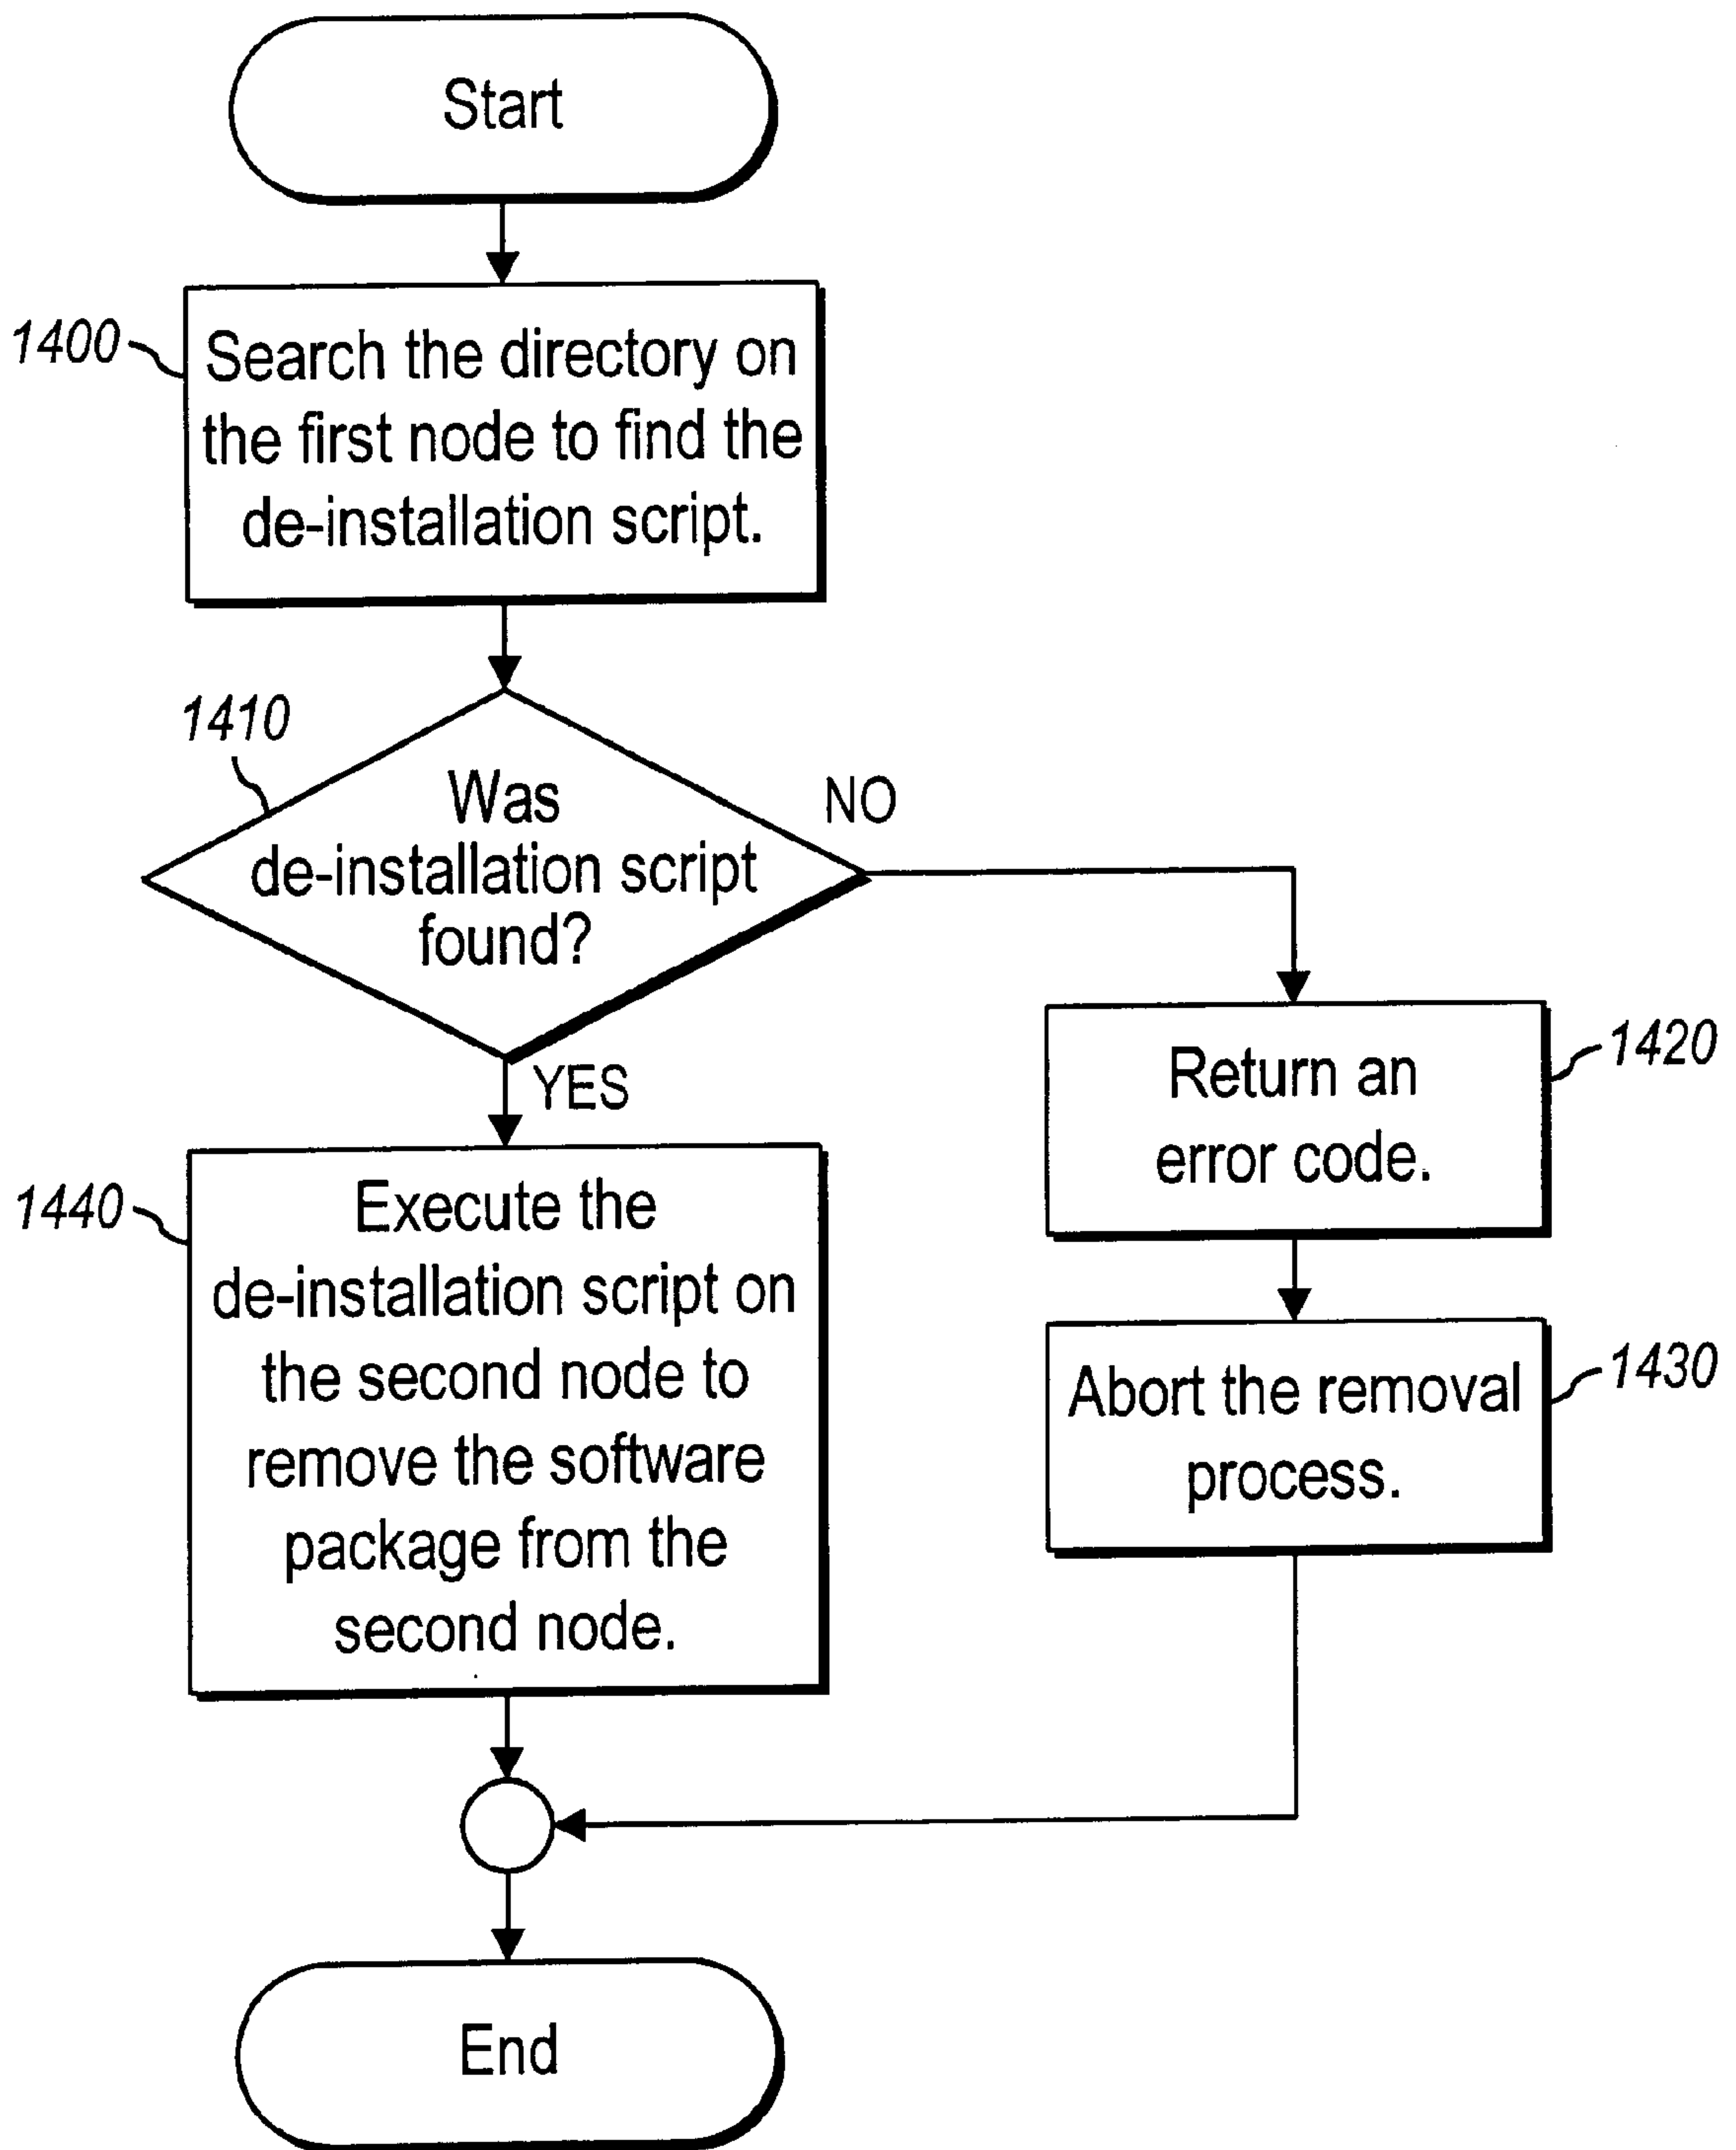 Start
1400
Search the directory on
the first node to find the
de-installation script.
1410
Was
de-installation script
found?
NO
YES
1420
Return an
error code.
1440
Execute the
de-installation script on
the second node to
remove the software
package from the
second node.
1430
Abort the removal
process.
End